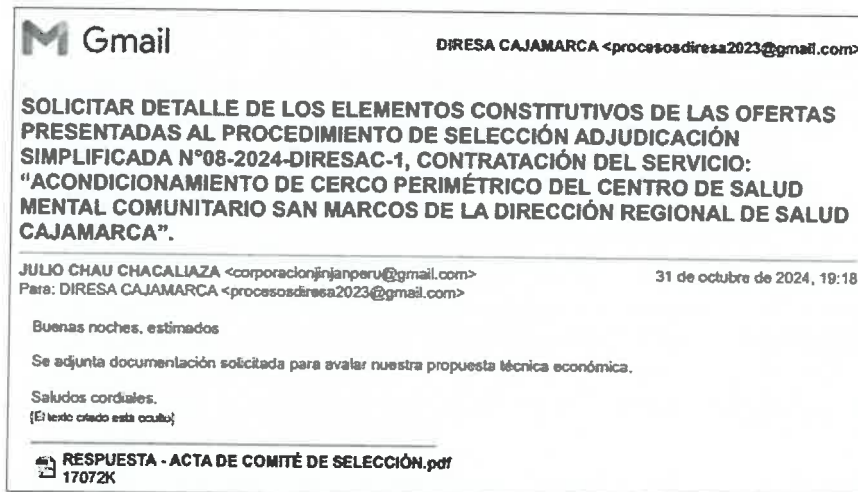 Gmail
DIRESA CAJAMARCA <procesosdiresa2023@gmail.com>
SOLICITAR DETALLE DE LOS ELEMENTOS CONSTITUTIVOS DE LAS OFERTAS
PRESENTADAS AL PROCEDIMIENTO DE SELECCIÓN ADJUDICACIÓN
SIMPLIFICADA N°08-2024-DIRESAC-1, CONTRATACIÓN DEL SERVICIO:
“ACONDICIONAMIENTO DE CERCO PERIMÉTRICO DEL CENTRO DE SALUD
MENTAL COMUNITARIO SAN MARCOS DE LA DIRECCIÓN REGIONAL DE SALUD
CAJAMARCA”.
JULIO CHAU CHACALIAZA <corporacionjinjanperu@gmail.com>
31 de octubre de 2024, 19:18
Para: DIRESA CAJAMARCA <procesosdiresa2023@gmail.com>
Buenas noches, estimados
Se adjunta documentación solicitada para avalar nuestra propuesta técnica económica.
Saludos cordiales.
[El texto citado está oculto]
RESPUESTA - ACTA DE COMITÉ DE SELECCIÓN.pdf
17072K